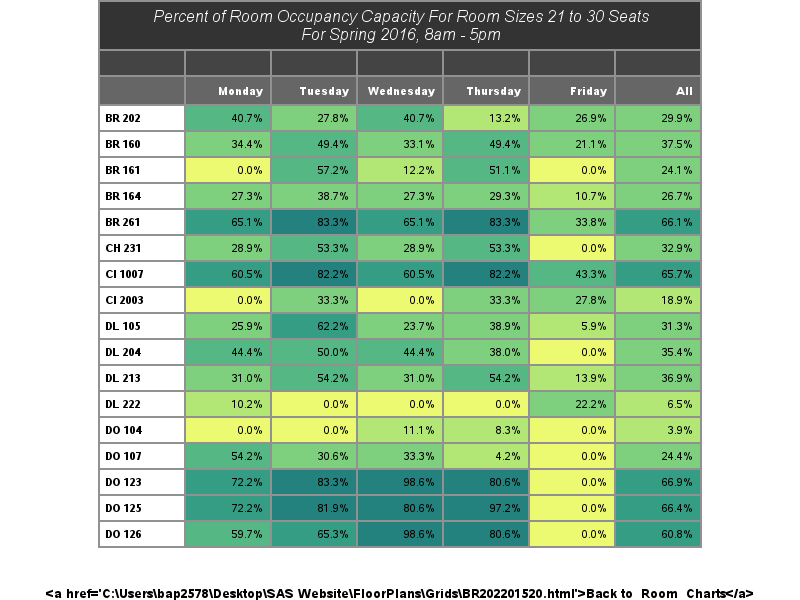 Percent of Room Occupancy Capacity For Room Sizes 21 to 30 Seats
For Spring 2016, 8am - 5pm
Monday Tuesday Wednesday Thursday Friday All
BR 202 40.7% 27.8% 40.7% 13.2% 26.9% 29.9%
BR 160 34.4% 49.4% 33.1% 49.4% 21.1% 37.5%
BR 161 0.0% 57.2% 12.2% 51.1% 0.0% 24.1%
BR 164 27.3% 38.7% 27.3% 29.3% 10.7% 26.7%
BR 261 65.1% 83.3% 65.1% 83.3% 33.8% 66.1%
CH 231 28.9% 53.3% 28.9% 53.3% 0.0% 32.9%
CI 1007 60.5% 82.2% 60.5% 82.2% 43.3% 65.7%
CI 2003 0.0% 33.3% 0.0% 33.3% 27.8% 18.9%
DL 105 25.9% 62.2% 23.7% 38.9% 5.9% 31.3%
DL 204 44.4% 50.0% 44.4% 38.0% 0.0% 35.4%
DL 213 31.0% 54.2% 31.0% 54.2% 13.9% 36.9%
DL 222 10.2% 0.0% 0.0% 0.0% 22.2% 6.5%
DO 104 0.0% 0.0% 11.1% 8.3% 0.0% 3.9%
DO 107 54.2% 30.6% 33.3% 4.2% 0.0% 24.4%
DO 123 72.2% 83.3% 98.6% 80.6% 0.0% 66.9%
DO 125 72.2% 81.9% 80.6% 97.2% 0.0% 66.4%
DO 126 59.7% 65.3% 98.6% 80.6% 0.0% 60.8%
<a href='C:\Users\bap2578\Desktop\SAS Website\FloorPlans\Grids\BR202201520.html'>Back to Room Charts</a>